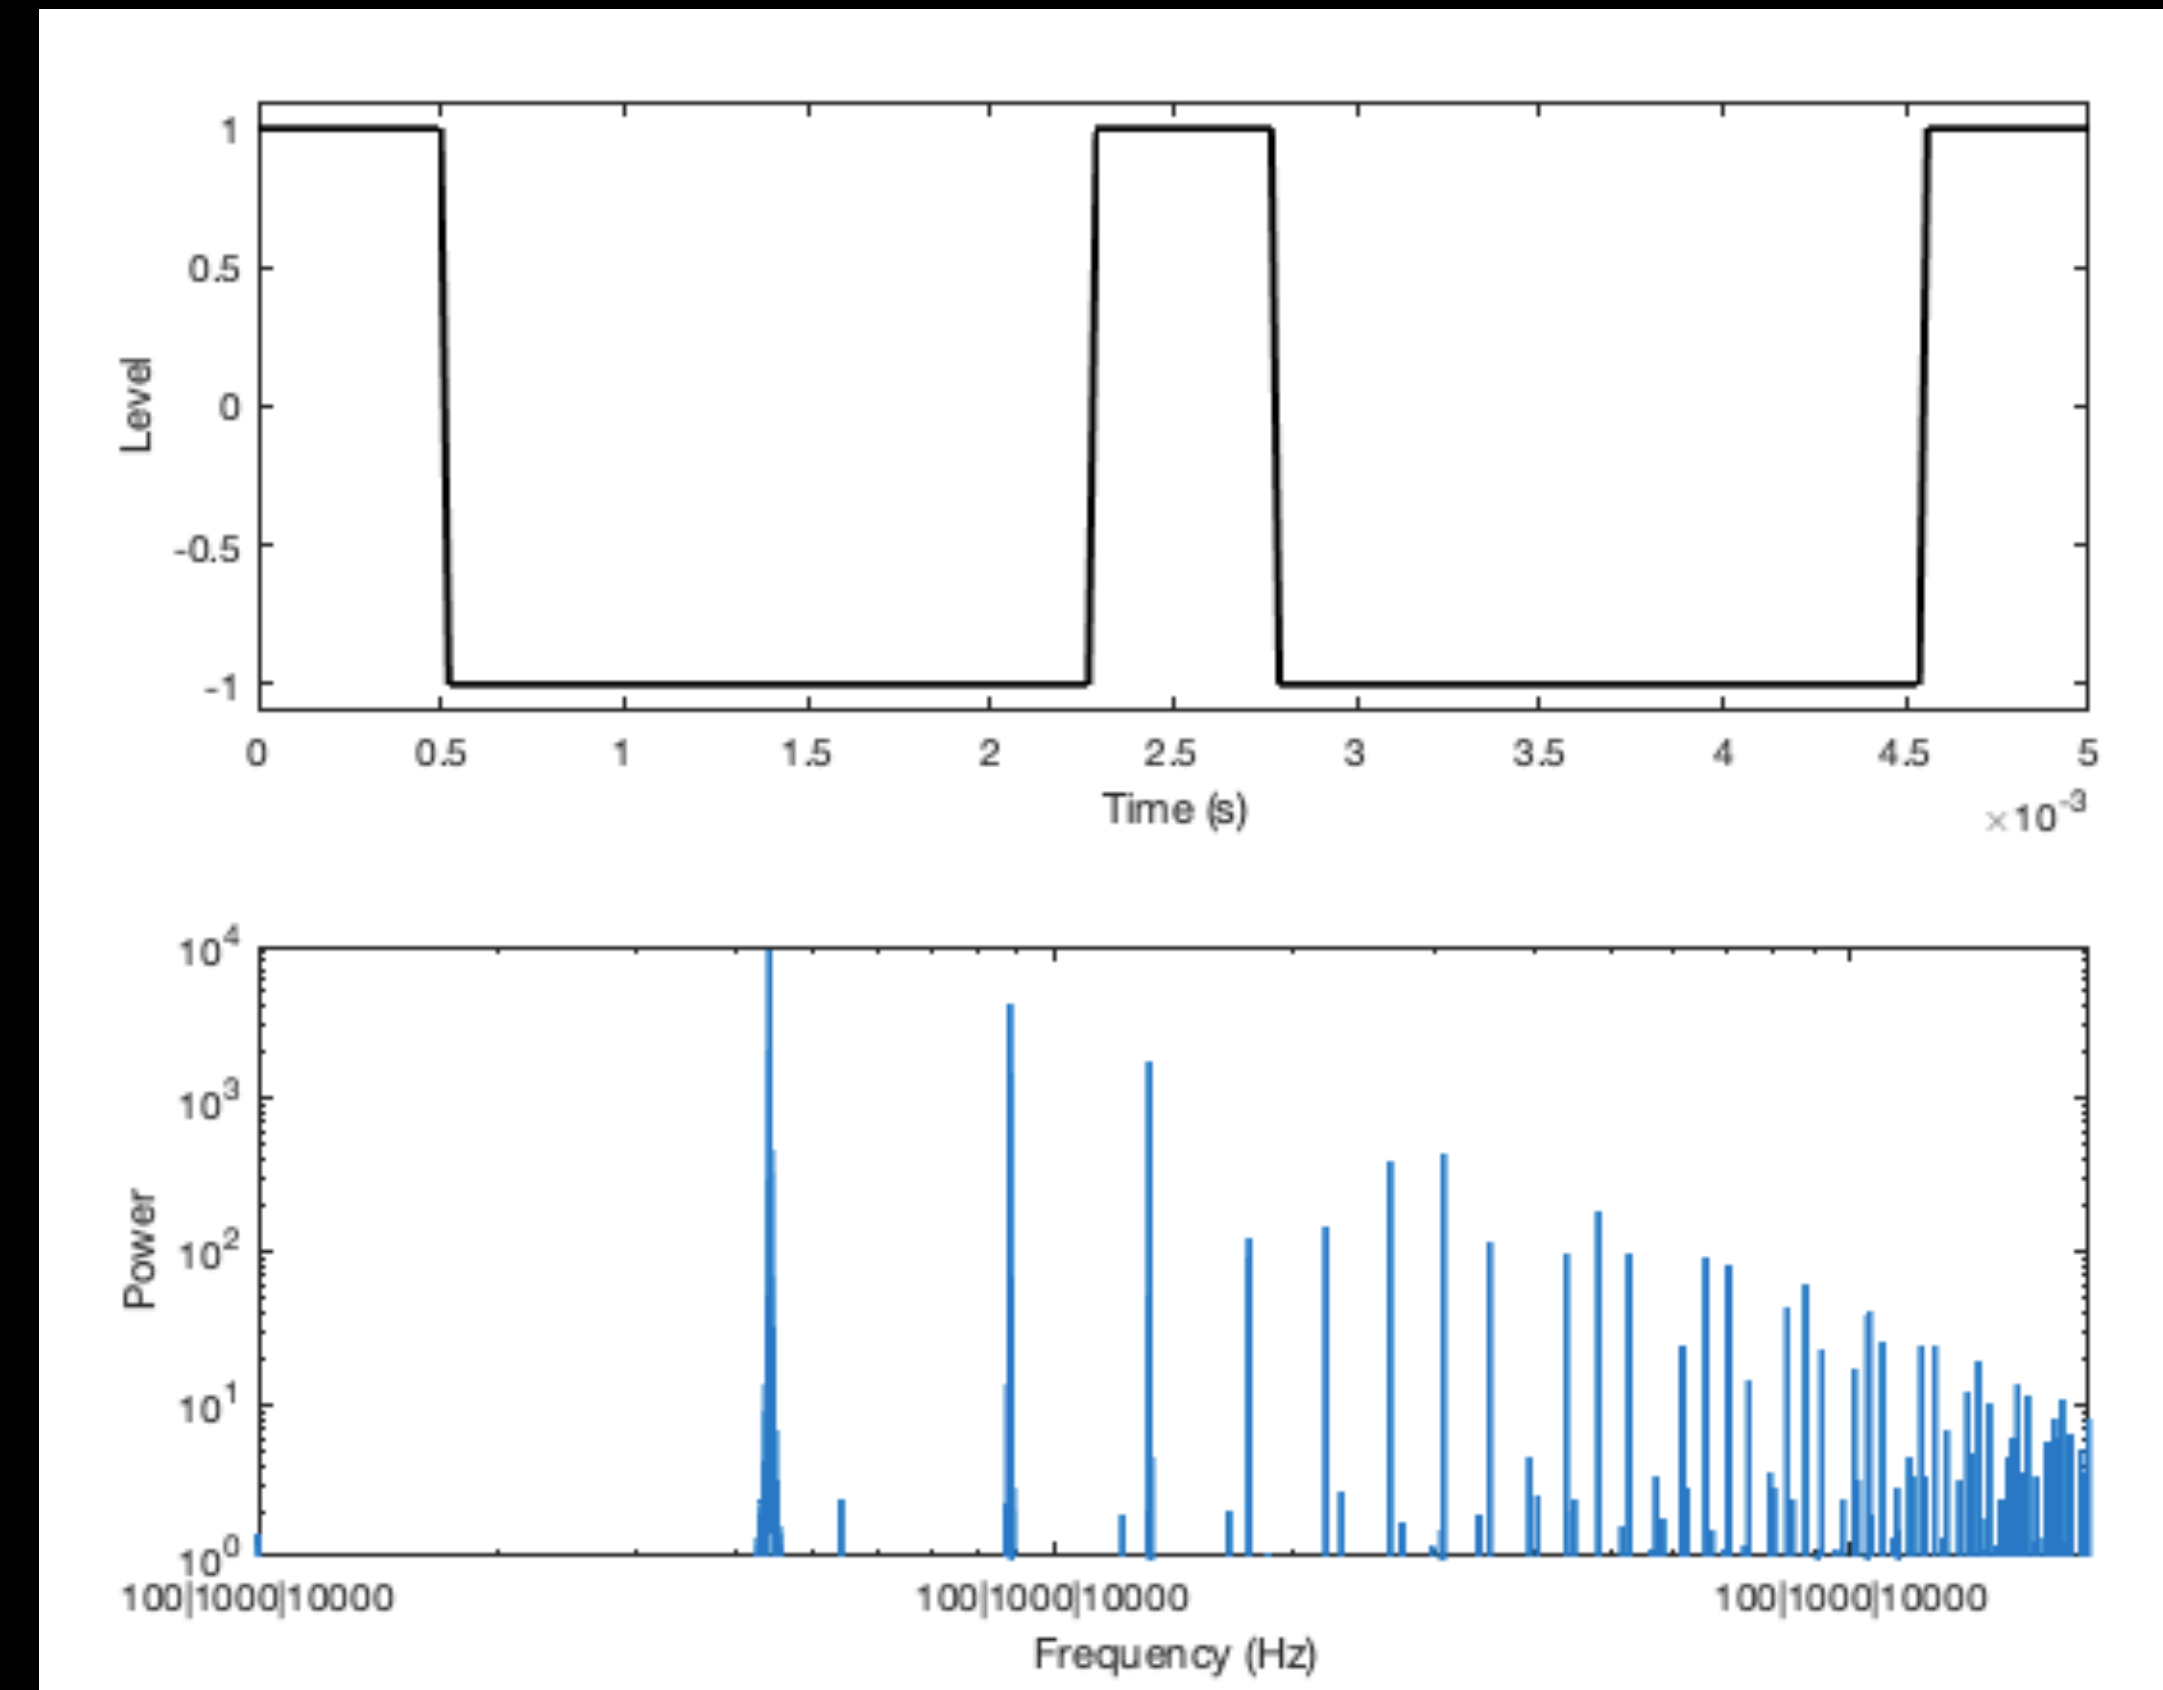 1
0.5
0
-0.5
-1
Level
0 0.5 1 1.5 2 2.5 3 3.5 4 4.5 5
Time (s)
×10⁻³
10⁴
10³
10²
10¹
10⁰
Power
100|1000|10000 100|1000|10000 100|1000|10000
Frequency (Hz)